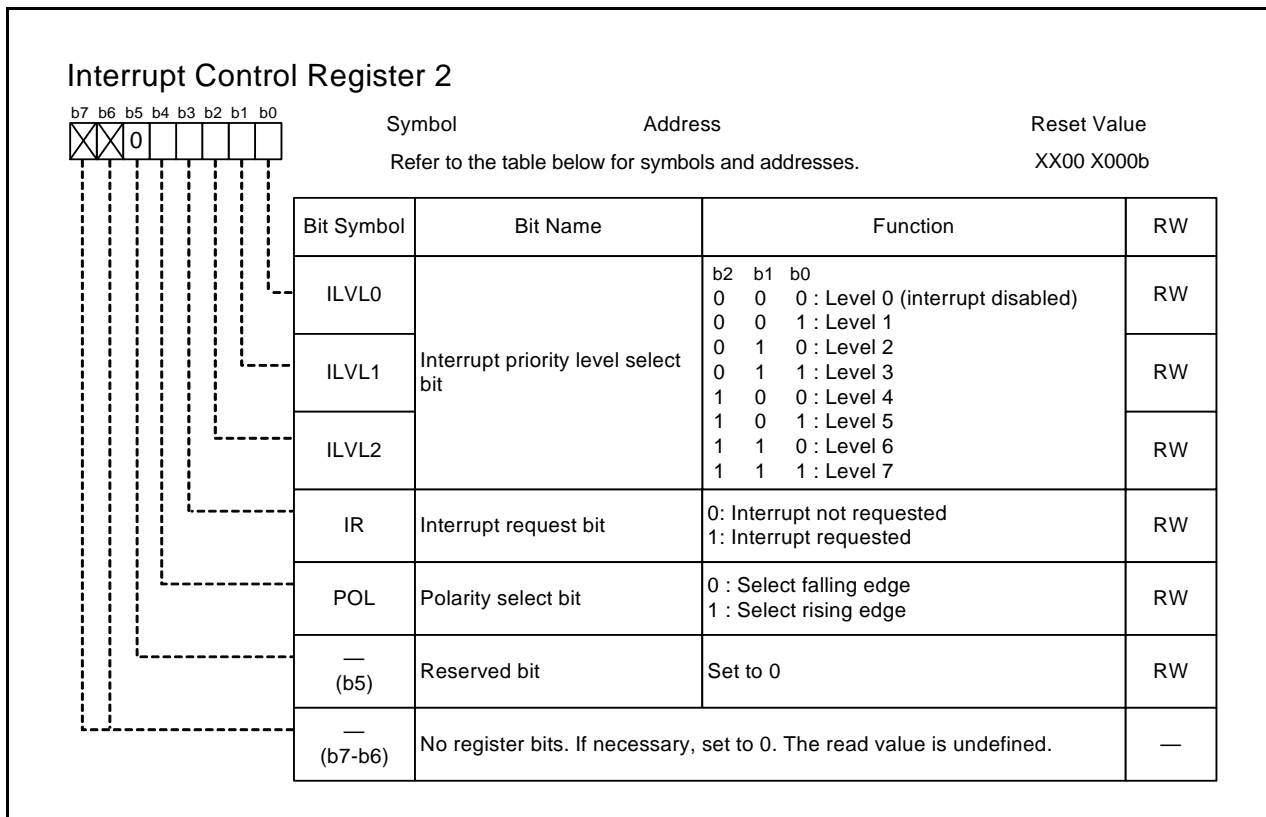 Interrupt Control Register 2
b7 b6 b5 b4 b3 b2 b1 b0
0
Symbol Address Reset Value
Refer to the table below for symbols and addresses. XX00 X000b
Bit Symbol Bit Name Function RW
ILVL0 RW
ILVL1 RW
ILVL2 RW
Interrupt priority level select
bit
b2 b1 b0
0 0 0 : Level 0 (interrupt disabled)
0 0 1 : Level 1
0 1 0 : Level 2
0 1 1 : Level 3
1 0 0 : Level 4
1 0 1 : Level 5
1 1 0 : Level 6
1 1 1 : Level 7
IR Interrupt request bit 0: Interrupt not requested RW
1: Interrupt requested
POL Polarity select bit 0 : Select falling edge RW
1 : Select rising edge
—
(b5) Reserved bit Set to 0 RW
—
(b7-b6) No register bits. If necessary, set to 0. The read value is undefined. —